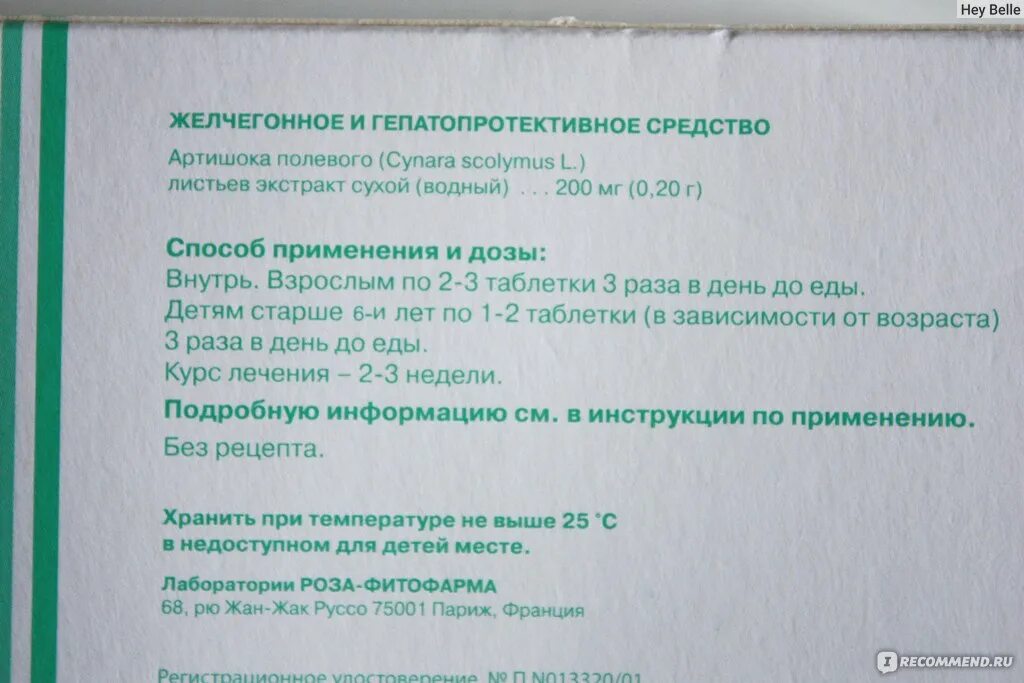 Hey Belle
ЖЕЛЧЕГОННОЕ И ГЕПАТОПРОТЕКТИВНОЕ СРЕДСТВО
Артишока полевого (Cynara scolymus L.)
листьев экстракт сухой (водный) ... 200 мг (0,20 г)
Способ применения и дозы:
Внутрь. Взрослым по 2-3 таблетки 3 раза в день до еды.
Детям старше 6-и лет по 1-2 таблетки (в зависимости от возраста)
3 раза в день до еды.
Курс лечения – 2-3 недели.
Подробную информацию см. в инструкции по применению.
Без рецепта.
Хранить при температуре не выше 25 °С
в недоступном для детей месте.
Лаборатории РОЗА-ФИТОФАРМА
68, рю Жан-Жак Руссо 75001 Париж, Франция
Регистрационное удостоверение № П N013320/01
IRECOMMEND.RU